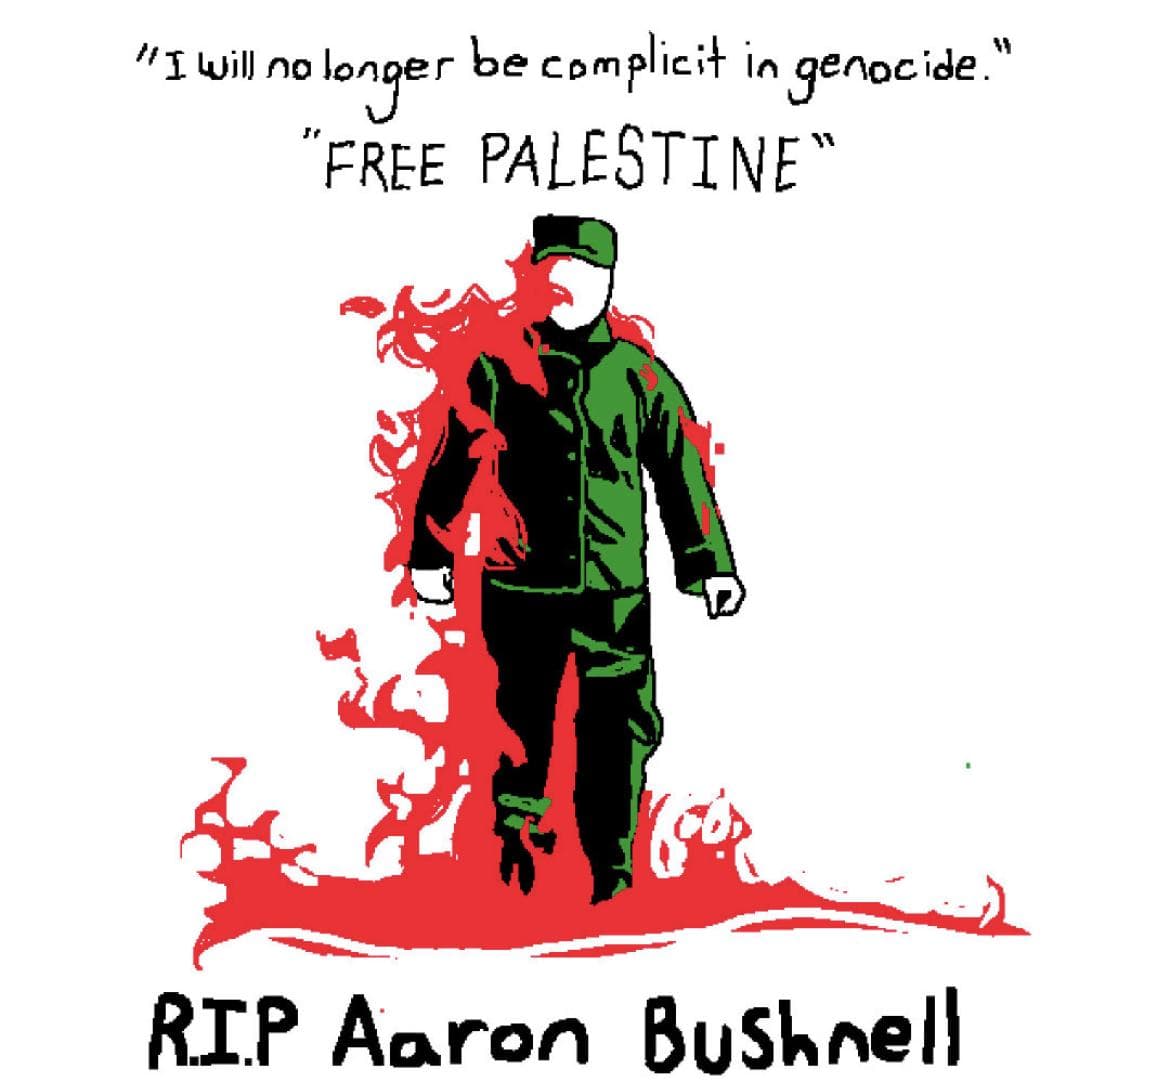 "I will no longer be complicit in genocide."
"FREE PALESTINE"
R.I.P Aaron Bushnell